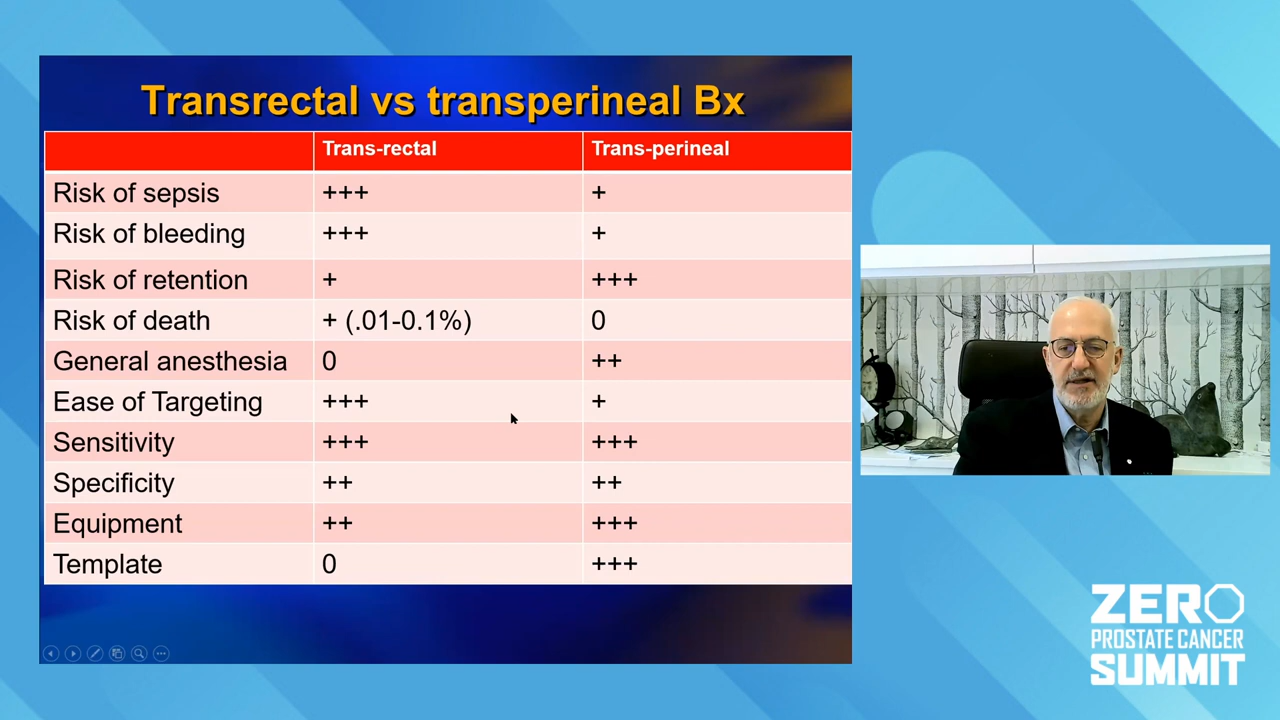 Transrectal vs transperineal Bx
Trans-rectal Trans-perineal
Risk of sepsis +++ +
Risk of bleeding +++ +
Risk of retention + +++
Risk of death + (.01-0.1%) 0
General anesthesia 0 ++
Ease of Targeting +++ +
Sensitivity +++ +++
Specificity ++ ++
Equipment ++ +++
Template 0 +++
ZERO
PROSTATE CANCER
SUMMIT